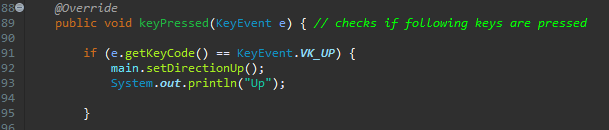 88 @Override
89 public void keyPressed(KeyEvent e) { // checks if following keys are pressed
90
91 if (e.getKeyCode() == KeyEvent.VK_UP) {
92 main.setDirectionUp();
93 System.out.println("Up");
94
95 }
96